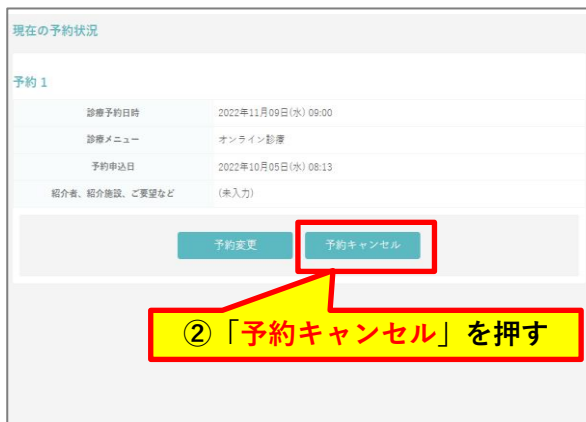 現在の予約状況
予約 1
診療予約日時 2022年11月09日(水) 09:00
診療メニュー オンライン診療
予約申込日 2022年10月05日(水) 08:13
紹介者、紹介施設、ご要望など (未入力)
予約変更 予約キャンセル
②「予約キャンセル」を押す